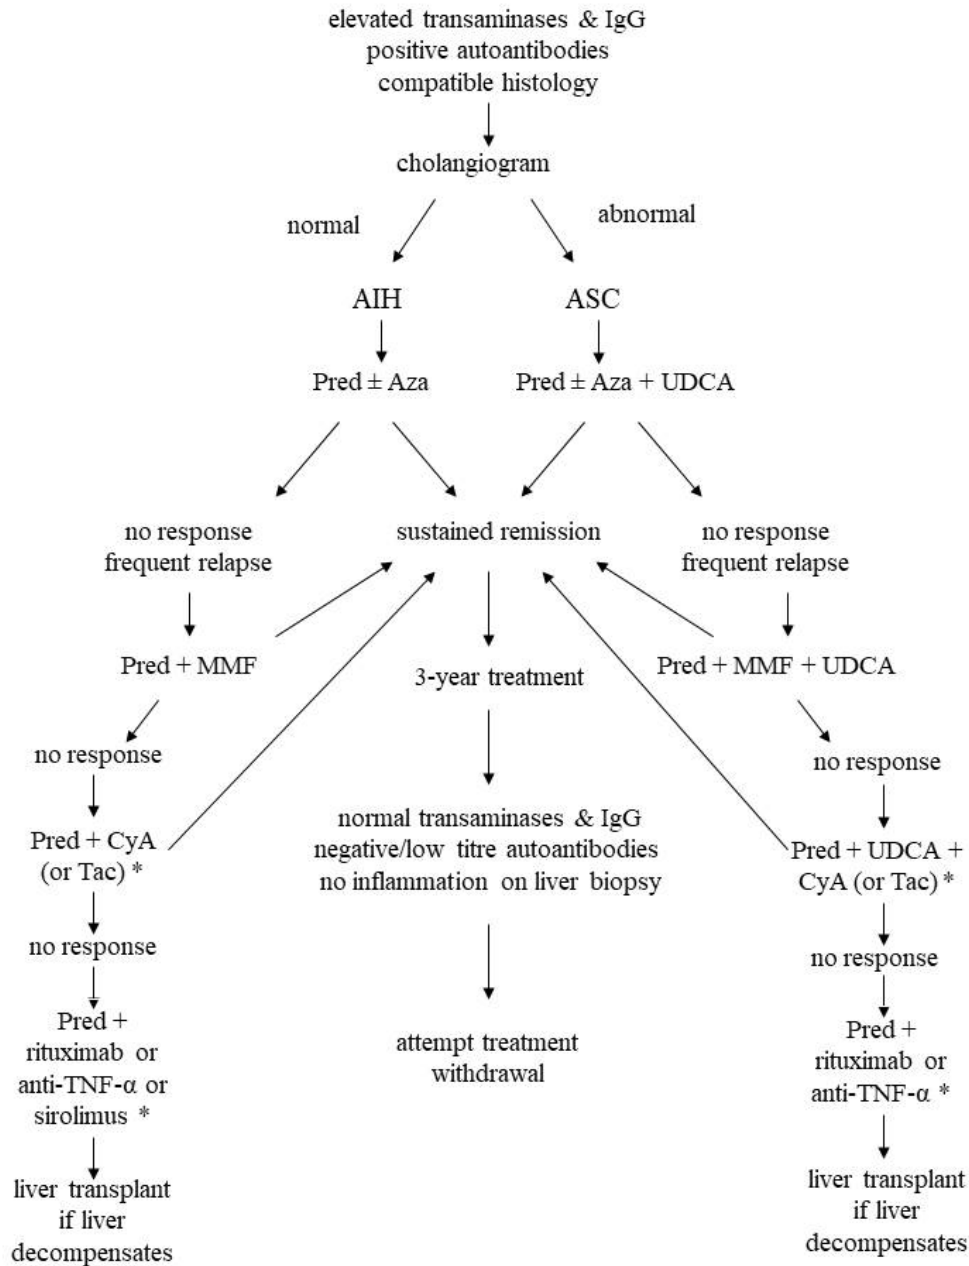 elevated transaminases & IgG
positive autoantibodies
compatible histology
cholangiogram
normal
abnormal
AIH
ASC
Pred ± Aza
Pred ± Aza + UDCA
no response
frequent relapse
sustained remission
no response
frequent relapse
Pred + MMF
3-year treatment
Pred + MMF + UDCA
no response
no response
Pred + CyA
(or Tac) *
normal transaminases & IgG
negative/low titre autoantibodies
no inflammation on liver biopsy
Pred + UDCA +
CyA (or Tac) *
no response
no response
Pred +
rituximab or
anti-TNF-α or
sirolimus *
attempt treatment
withdrawal
Pred +
rituximab or
anti-TNF-α *
liver transplant
if liver
decompensates
liver transplant
if liver
decompensates